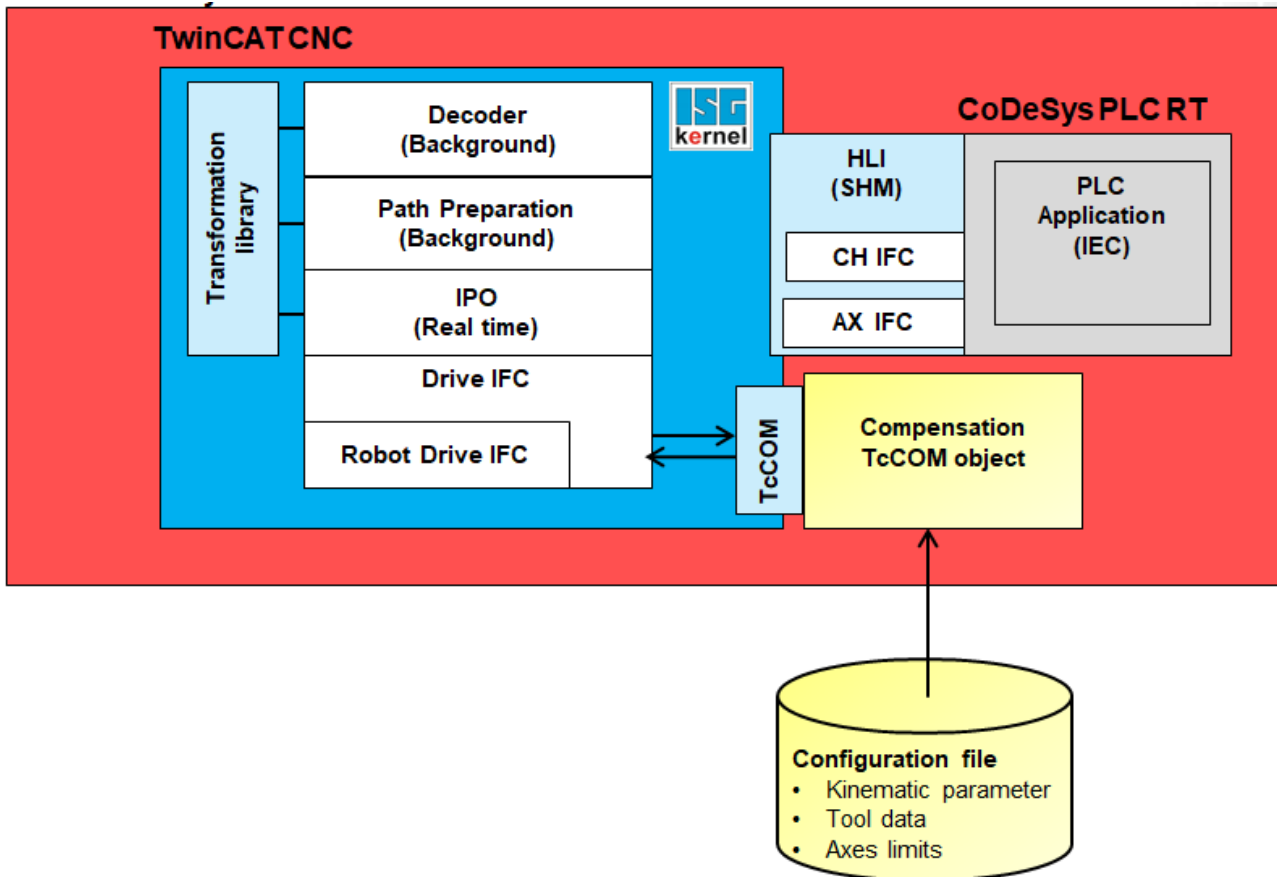 TwinCAT CNC
Transformation
library
Decoder
(Background)
Path Preparation
(Background)
IPO
(Real time)
Drive IFC
Robot Drive IFC
ISG
kernel
CoDeSys PLC RT
HLI
(SHM)
CH IFC
AX IFC
PLC
Application
(IEC)
TcCOM
Compensation
TcCOM object
Configuration file
• Kinematic parameter
• Tool data
• Axes limits